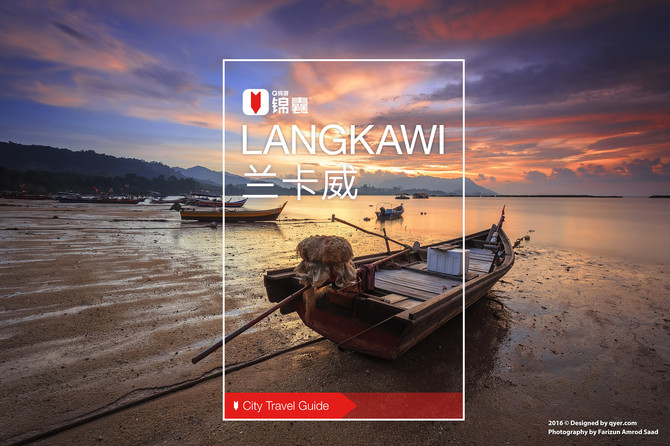 Q穷游
锦囊
LANGKAWI
兰卡威
City Travel Guide
2016 © Designed by qyer.com
Photography by Farizun Amrod Saad